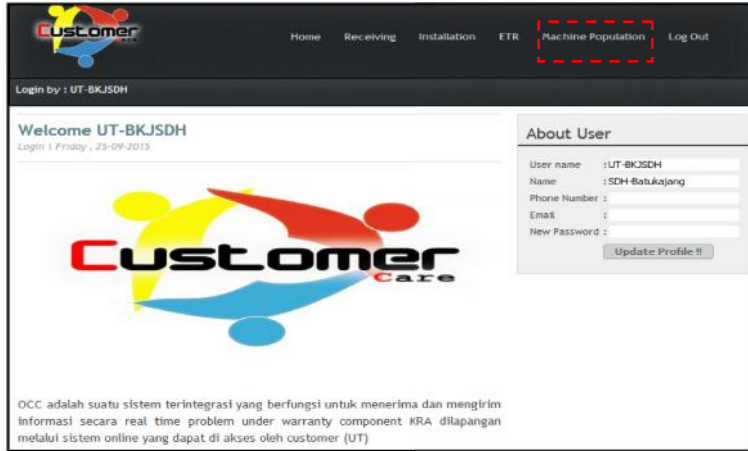 Customer
Care
Home Receiving Installation ETR Machine Population Log Out
Login by : UT-BKJSDH
Welcome UT-BKJSDH
Login | Friday , 25-09-2015
Customer
Care
OCC adalah suatu sistem terintegrasi yang berfungsi untuk menerima dan mengirim
informasi secara real time problem under warranty component KRA dilapangan
melalui sistem online yang dapat di akses oleh customer (UT)
About User
User name :UT-BKJSDH
Name :SDH-Batukajang
Phone Number :
Email :
New Password :
Update Profile !!